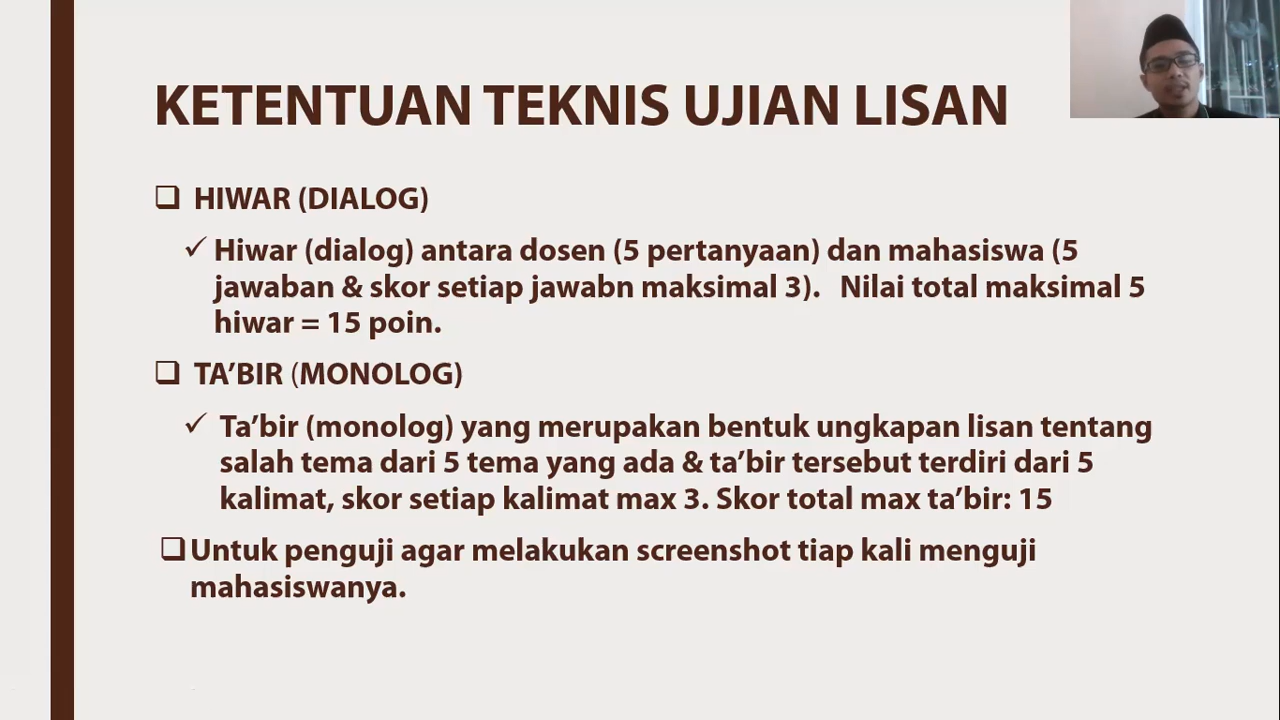 KETENTUAN TEKNIS UJIAN LISAN
HIWAR (DIALOG)
Hiwar (dialog) antara dosen (5 pertanyaan) dan mahasiswa (5
jawaban & skor setiap jawabn maksimal 3). Nilai total maksimal 5
hiwar = 15 poin.
TA’BIR (MONOLOG)
Ta’bir (monolog) yang merupakan bentuk ungkapan lisan tentang
salah tema dari 5 tema yang ada & ta’bir tersebut terdiri dari 5
kalimat, skor setiap kalimat max 3. Skor total max ta’bir: 15
Untuk penguji agar melakukan screenshot tiap kali menguji
mahasiswanya.